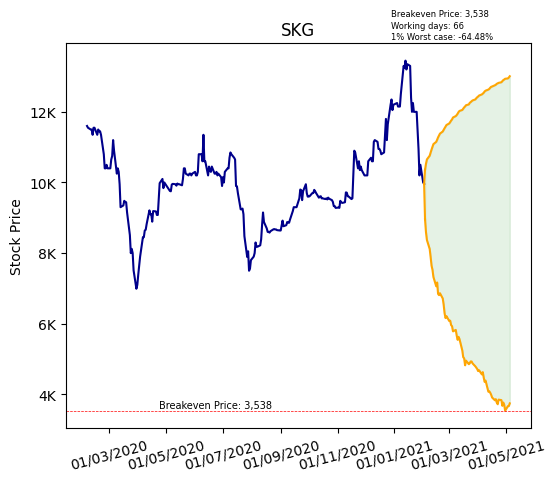 Breakeven Price: 3,538
Working days: 66
1% Worst case: -64.48%
SKG
Stock Price
12K
10K
8K
6K
4K
Breakeven Price: 3,538
01/03/2020
01/05/2020
01/07/2020
01/09/2020
01/11/2020
01/01/2021
01/03/2021
01/05/2021